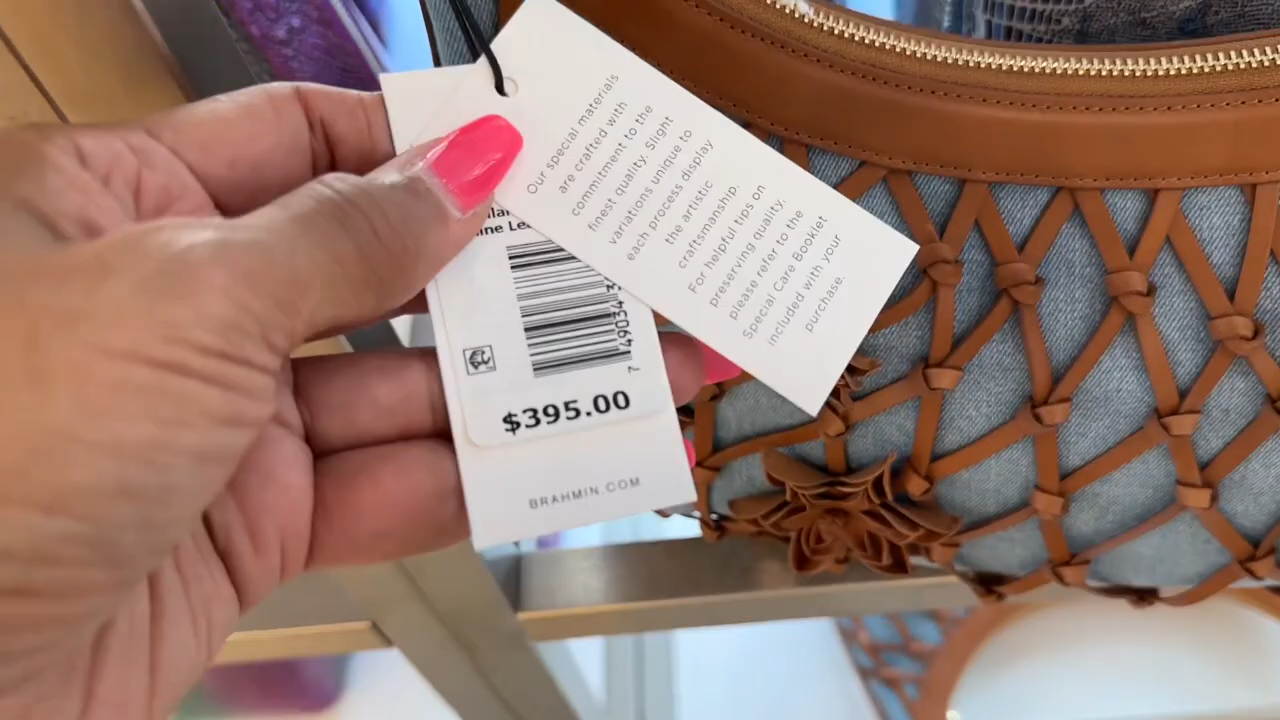 Our special materials
are crafted with
commitment to the
finest quality. Slight
variations unique to
each process display
the artistic
craftsmanship.
For helpful tips on
preserving quality,
please refer to the
Special Care Booklet
included with your
purchase.
7 49034
$395.00
BRAHMIN.COM